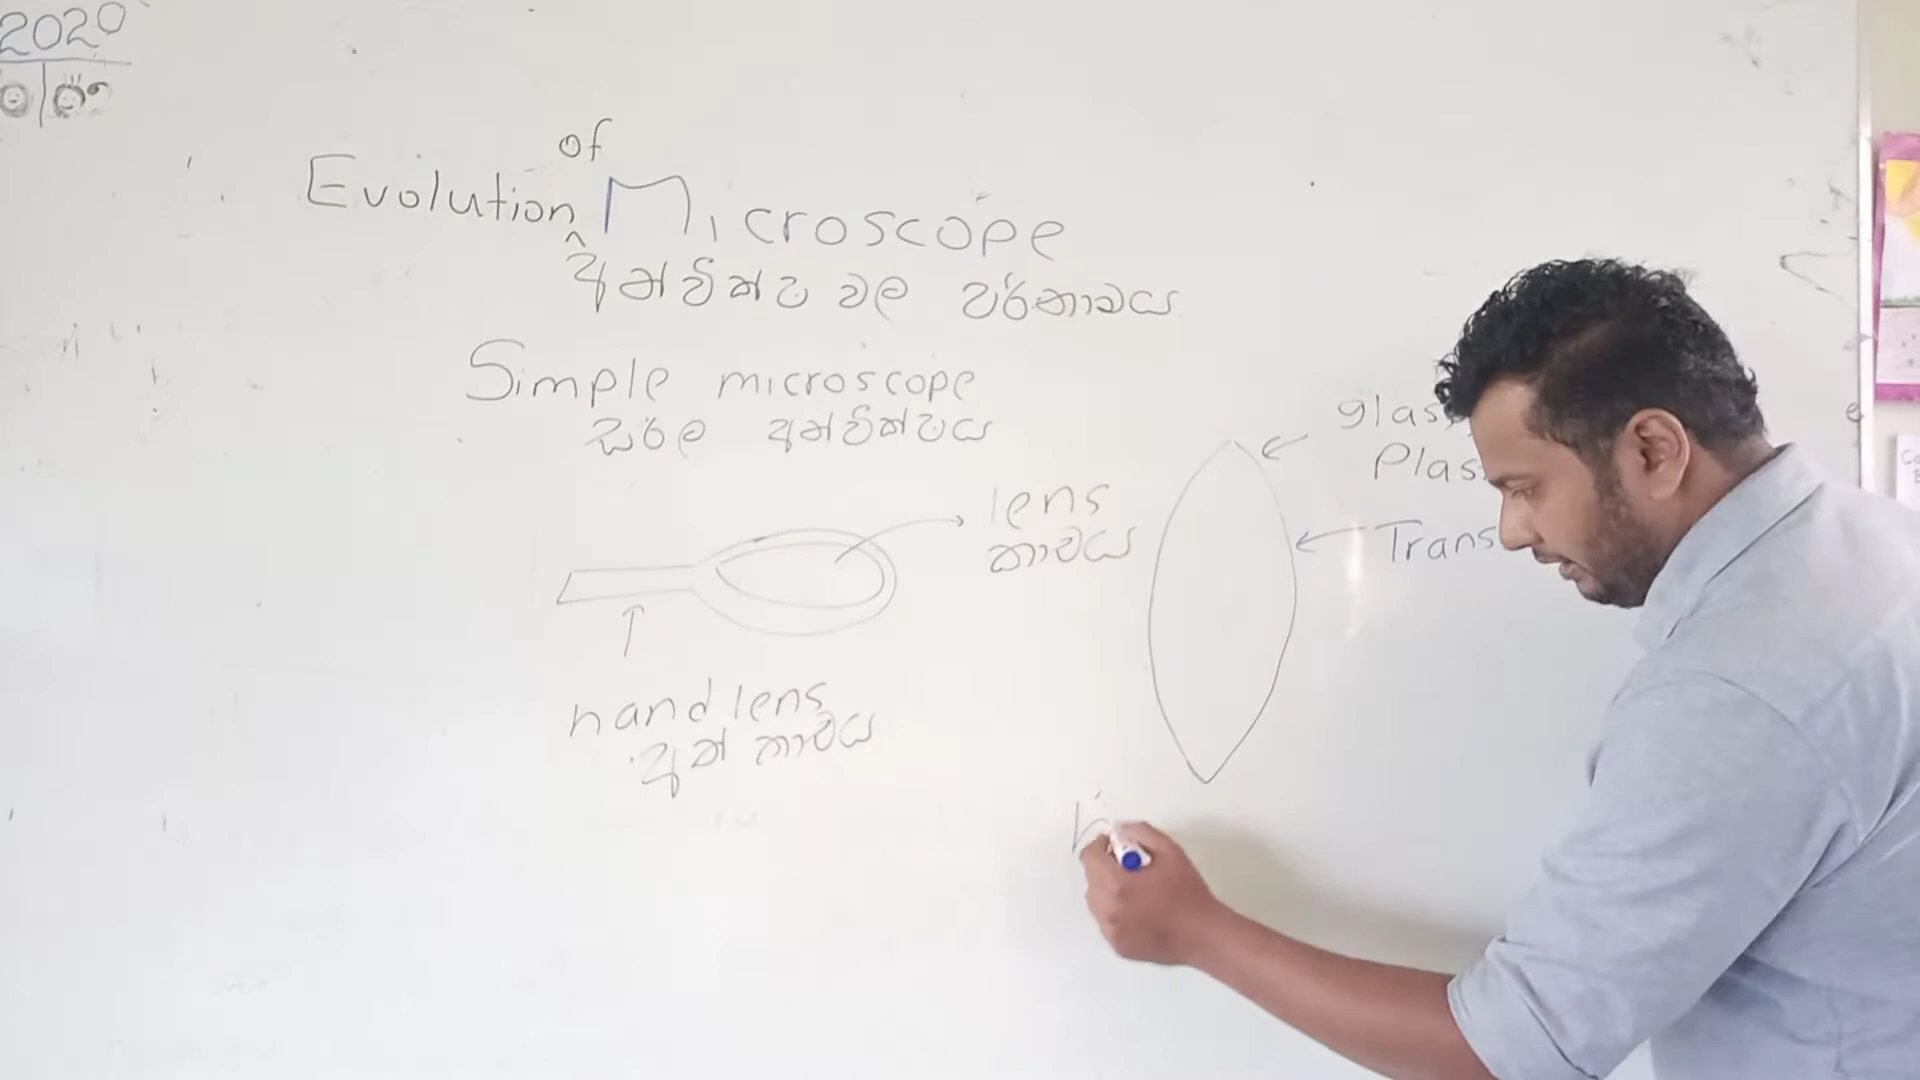 2020
of
Evolution ^ Microscope
අන්වීක්ෂ වල පරිනාමය
Simple microscope
සරල අන්වීක්ෂය
lens
කාචය
hand lens
අත් කාචය
glas
Plas
Trans